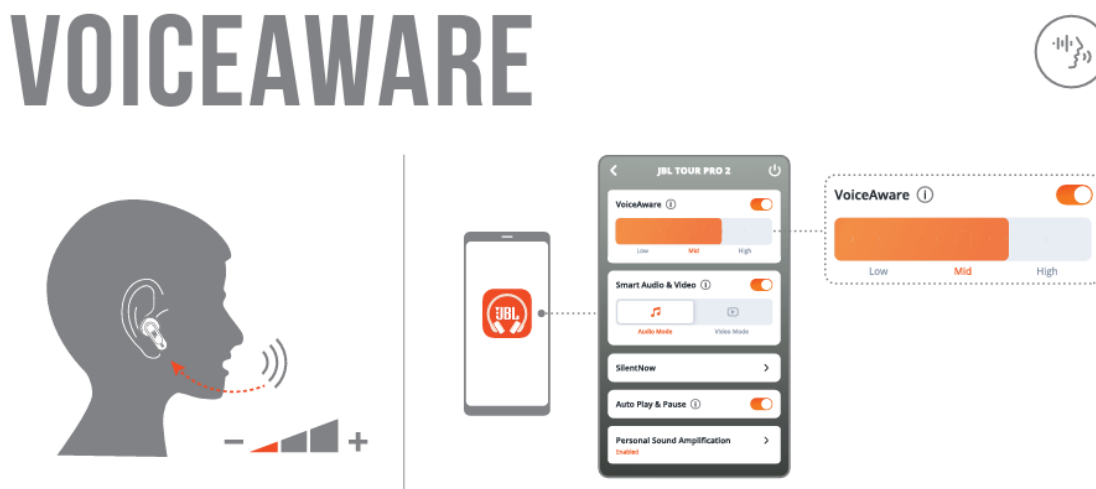 VOICEAWARE
JBL
JBL TOUR PRO 2
VoiceAware
Low Mid High
Smart Audio & Video
Audio Mode Video Mode
SilentNow
Auto Play & Pause
Personal Sound Amplification
Enabled
VoiceAware
Low Mid High